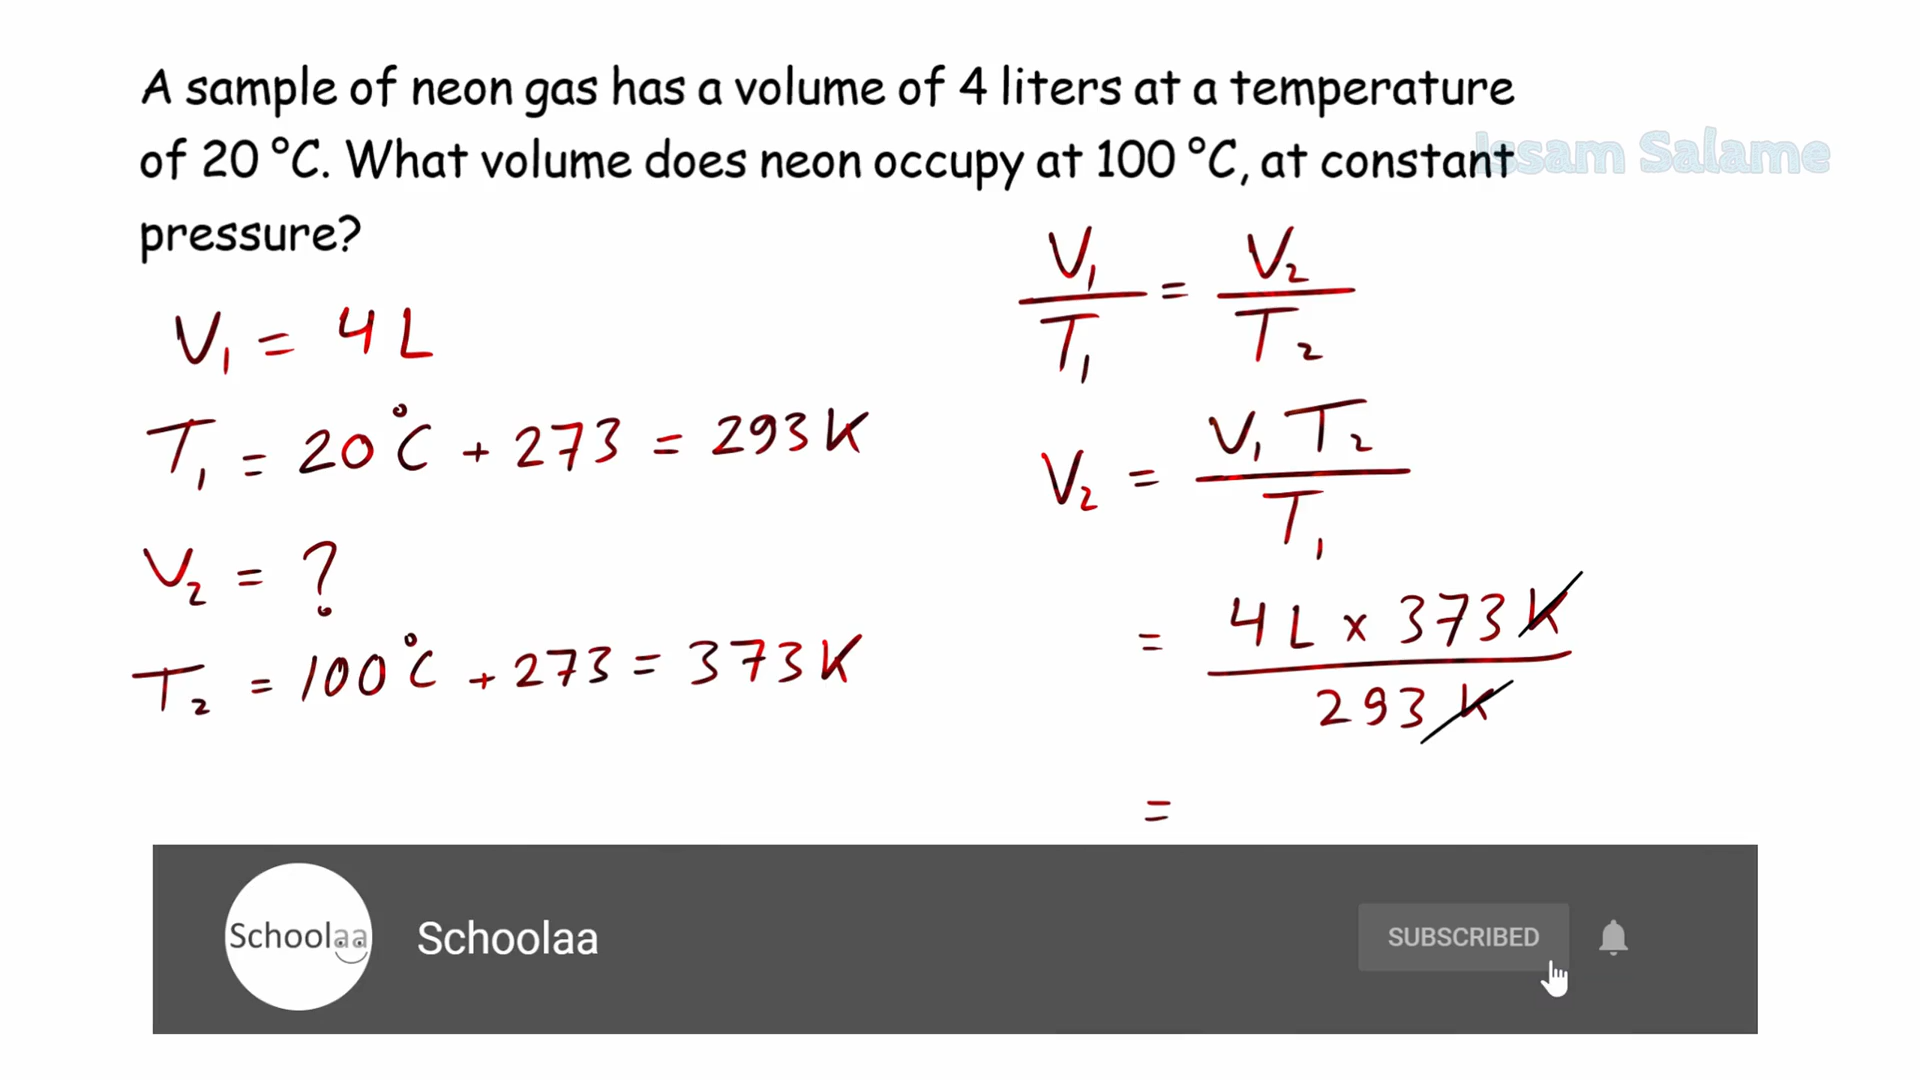 A sample of neon gas has a volume of 4 liters at a temperature
of 20 °C. What volume does neon occupy at 100 °C, at constant
pressure?
Issam Salame
V₁ = 4 L
T₁ = 20°C + 273 = 293 K
V₂ = ?
T₂ = 100°C + 273 = 373 K
V₁/T₁ = V₂/T₂
V₂ = V₁ T₂/T₁
= 4 L × 373 K/293 K
=
Schoolaa
Schoolaa
SUBSCRIBED